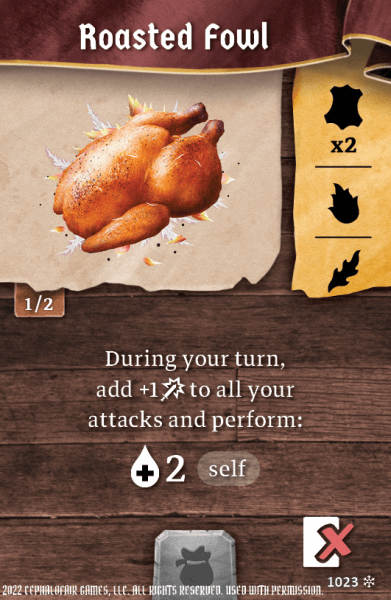 Roasted Fowl
x2
1/2
During your turn,
add +1 to all your
attacks and perform:
2 self
1023
2022 CEPHALOFAIR GAMES, LLC. ALL RIGHTS RESERVED. USED WITH PERMISSION.